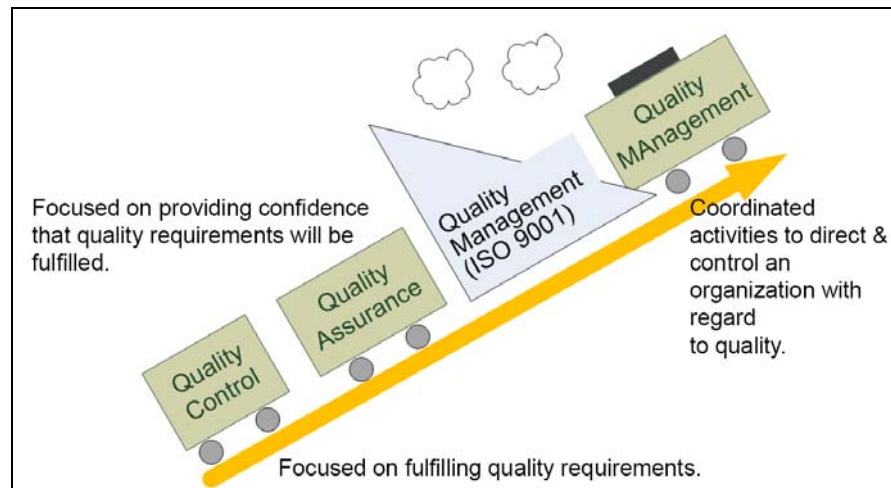 Quality
MAnagement
Quality
Management
(ISO 9001)
Focused on providing confidence
that quality requirements will be
fulfilled.
Coordinated
activities to direct &
control an
organization with
regard
to quality.
Quality
Assurance
Quality
Control
Focused on fulfilling quality requirements.